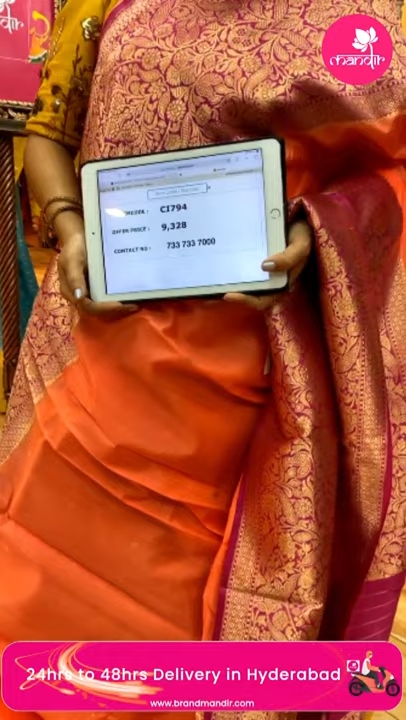 mandir
CI794
OFFER PRICE : 9,328
CONTACT NO : 733 733 7000
24hrs to 48hrs Delivery in Hyderabad
www.brandmandir.com